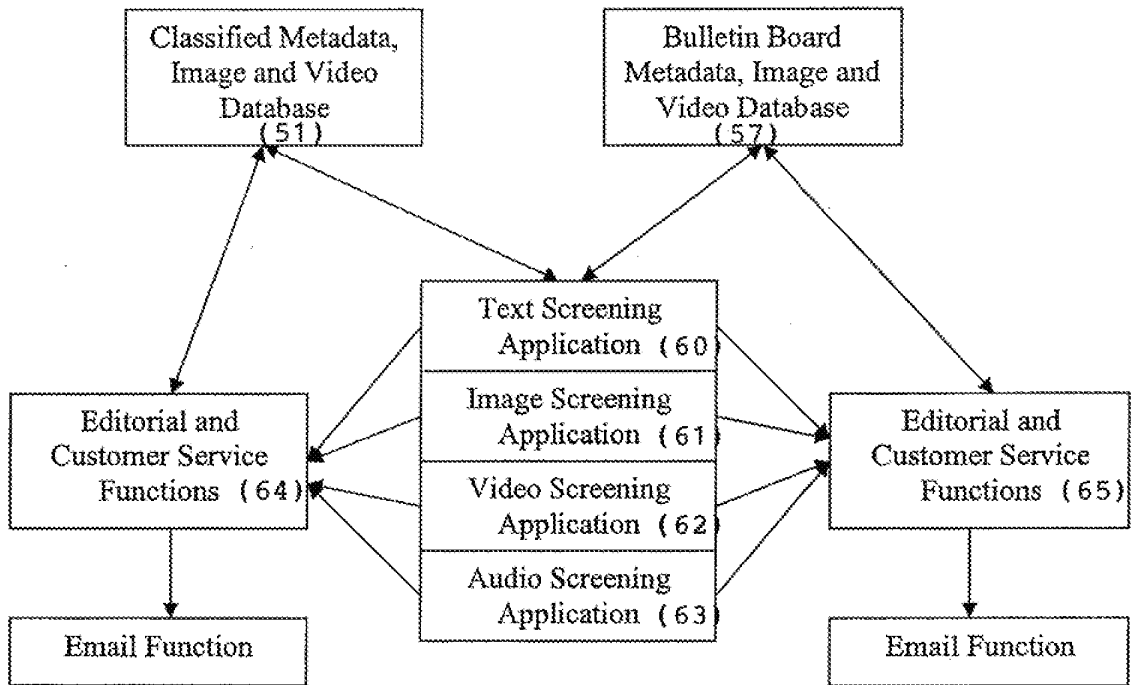 Classified Metadata,
Image and Video
Database
(51)
Bulletin Board
Metadata, Image and
Video Database
(57)
Text Screening
Application (60)
Image Screening
Application (61)
Video Screening
Application (62)
Audio Screening
Application (63)
Editorial and
Customer Service
Functions (64)
Editorial and
Customer Service
Functions (65)
Email Function
Email Function